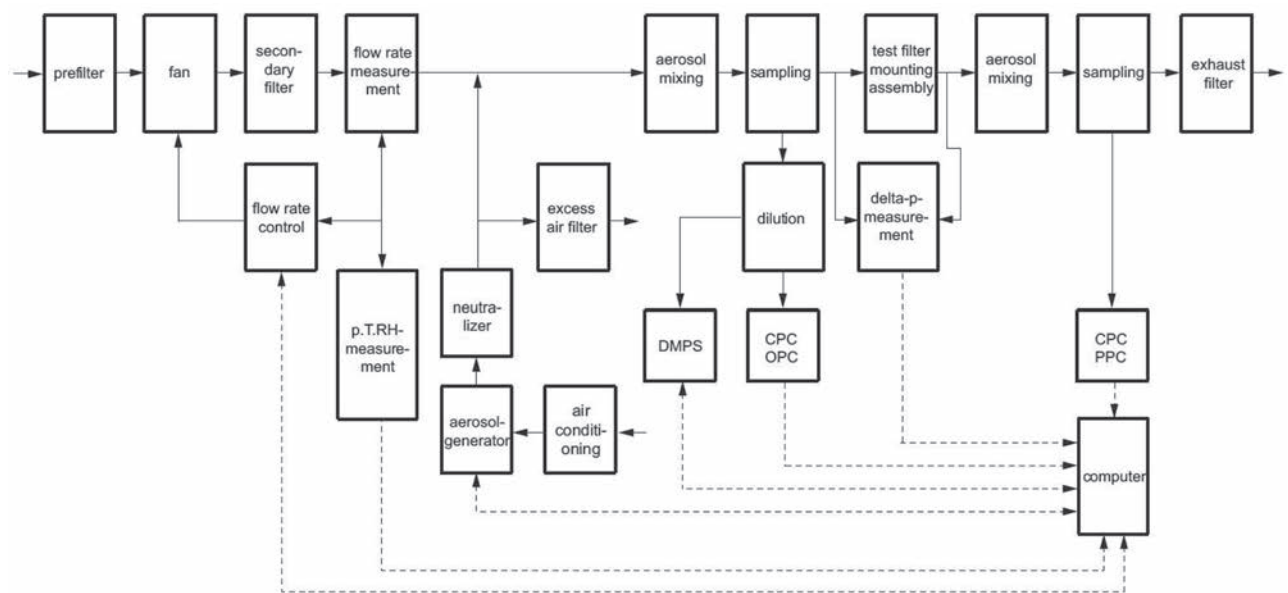 prefilter
fan
secon-
dary
filter
flow rate
measure-
ment
aerosol
mixing
sampling
test filter
mounting
assembly
aerosol
mixing
sampling
exhaust
filter
flow rate
control
excess
air filter
dilution
delta-p-
measure-
ment
p.T.RH-
measure-
ment
neutra-
lizer
DMPS
CPC
OPC
CPC
PPC
aerosol-
generator
air
conditi-
oning
computer